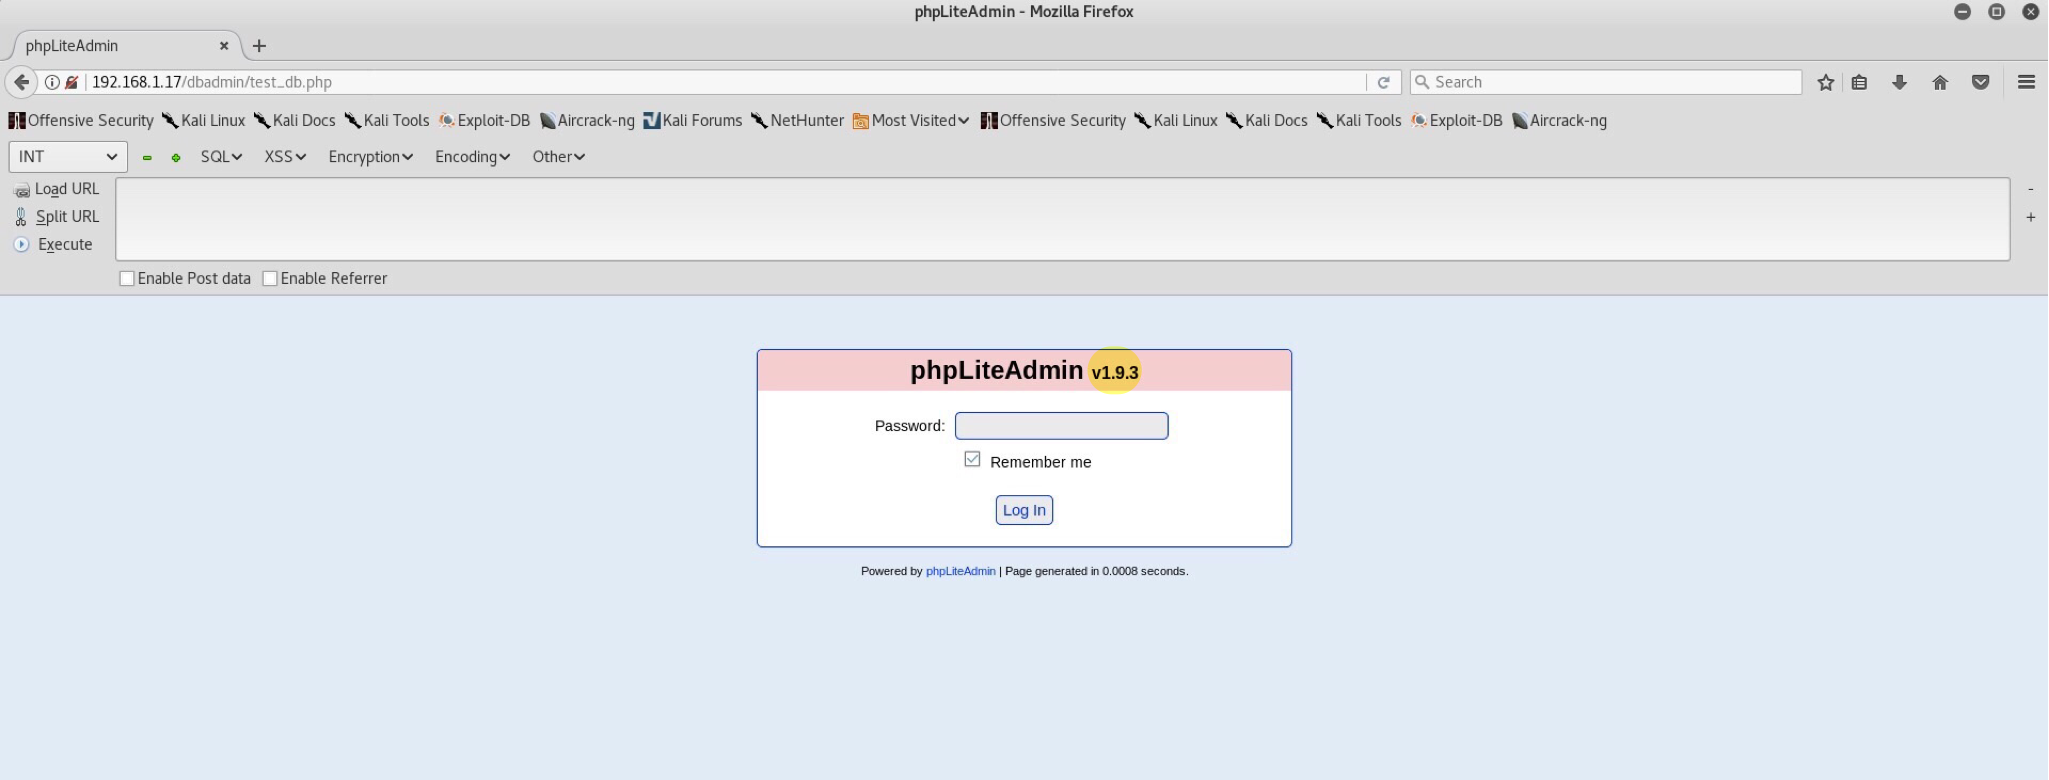 phpLiteAdmin - Mozilla Firefox
phpLiteAdmin
192.168.1.17/dbadmin/test_db.php
Search
Offensive Security Kali Linux Kali Docs Kali Tools Exploit-DB Aircrack-ng Kali Forums NetHunter Most Visited Offensive Security Kali Linux Kali Docs Kali Tools Exploit-DB Aircrack-ng
INT SQL XSS Encryption Encoding Other
Load URL
Split URL
Execute
Enable Post data Enable Referrer
phpLiteAdmin v1.9.3
Password:
Remember me
Log In
Powered by phpLiteAdmin | Page generated in 0.0008 seconds.